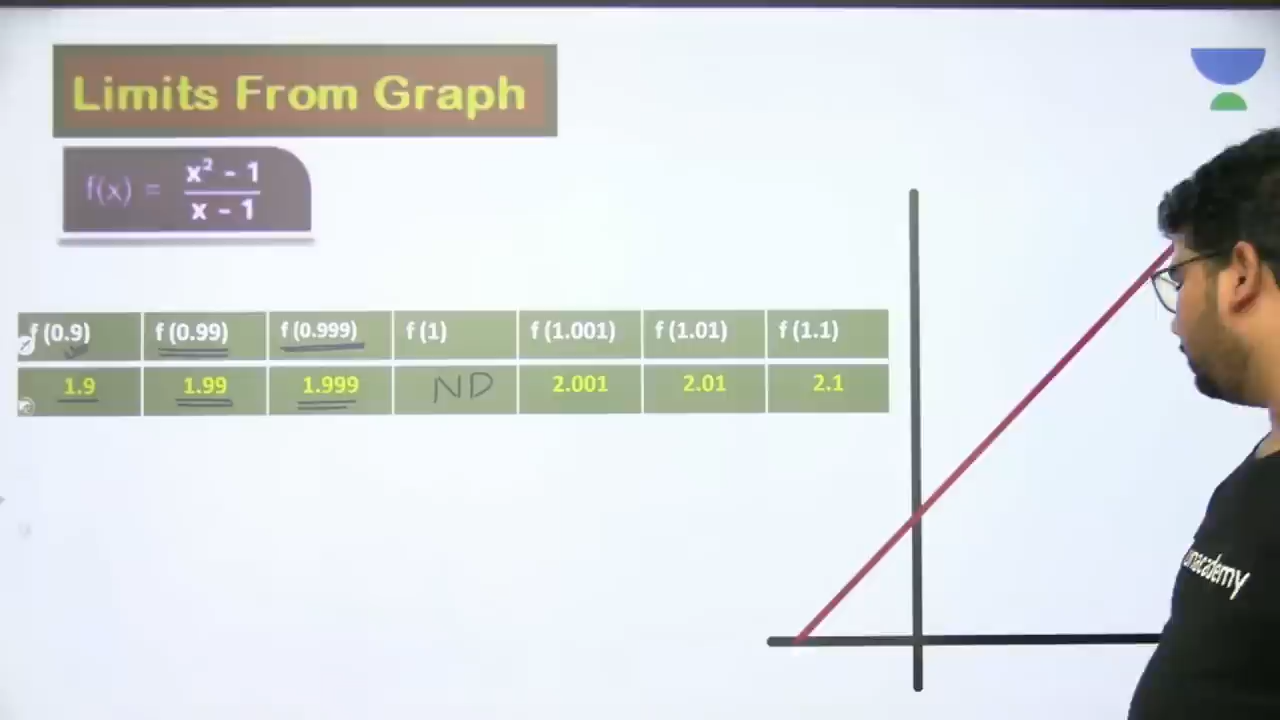 Limits From Graph
f(x) = x² - 1 / x - 1
f (0.9) f (0.99) f (0.999) f (1) f (1.001) f (1.01) f (1.1)
1.9 1.99 1.999 ND 2.001 2.01 2.1
unacademy